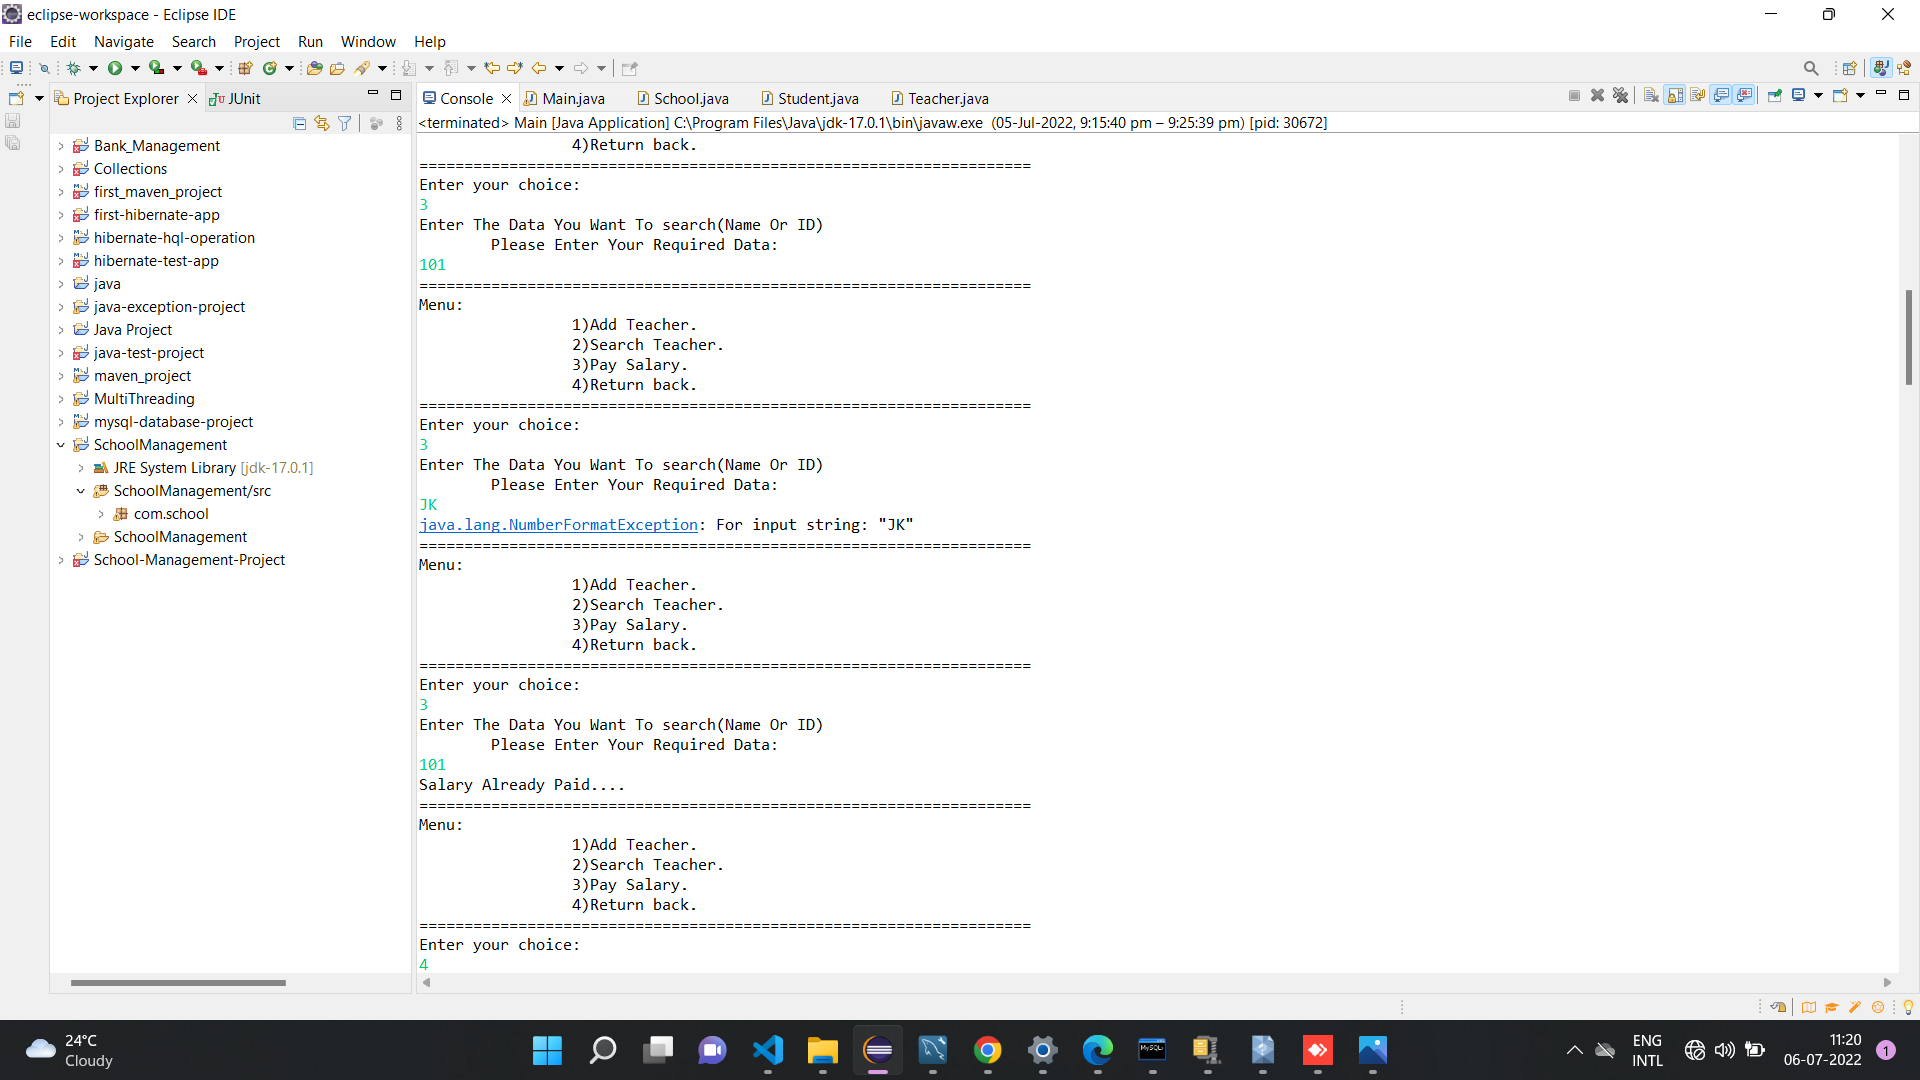 eclipse-workspace - Eclipse IDE
File Edit Navigate Search Project Run Window Help
Project Explorer
JUnit
Bank_Management
Collections
first_maven_project
first-hibernate-app
hibernate-hql-operation
hibernate-test-app
java
java-exception-project
Java Project
java-test-project
maven_project
MultiThreading
mysql-database-project
SchoolManagement
JRE System Library [jdk-17.0.1]
SchoolManagement/src
com.school
SchoolManagement
School-Management-Project
Console Main.java School.java Student.java Teacher.java
<terminated> Main [Java Application] C:\Program Files\Java\jdk-17.0.1\bin\javaw.exe (05-Jul-2022, 9:15:40 pm – 9:25:39 pm) [pid: 30672]
4)Return back.
====================================================================
Enter your choice:
3
Enter The Data You Want To search(Name Or ID)
Please Enter Your Required Data:
101
====================================================================
Menu:
1)Add Teacher.
2)Search Teacher.
3)Pay Salary.
4)Return back.
====================================================================
Enter your choice:
3
Enter The Data You Want To search(Name Or ID)
Please Enter Your Required Data:
JK
java.lang.NumberFormatException: For input string: "JK"
====================================================================
Menu:
1)Add Teacher.
2)Search Teacher.
3)Pay Salary.
4)Return back.
====================================================================
Enter your choice:
3
Enter The Data You Want To search(Name Or ID)
Please Enter Your Required Data:
101
Salary Already Paid....
====================================================================
Menu:
1)Add Teacher.
2)Search Teacher.
3)Pay Salary.
4)Return back.
====================================================================
Enter your choice:
4
24°C
Cloudy
MySQL
ENG
INTL
11:20
06-07-2022
1